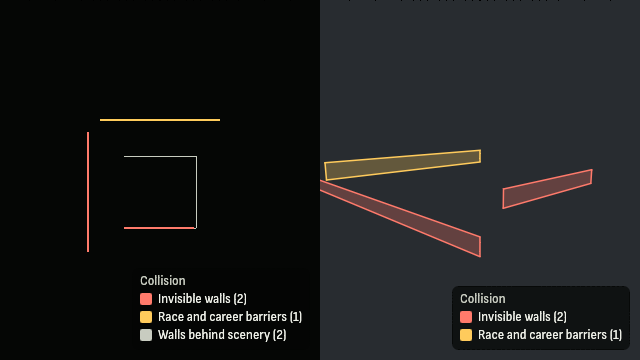 Collision
Invisible walls (2)
Race and career barriers (1)
Walls behind scenery (2)
Collision
Invisible walls (2)
Race and career barriers (1)